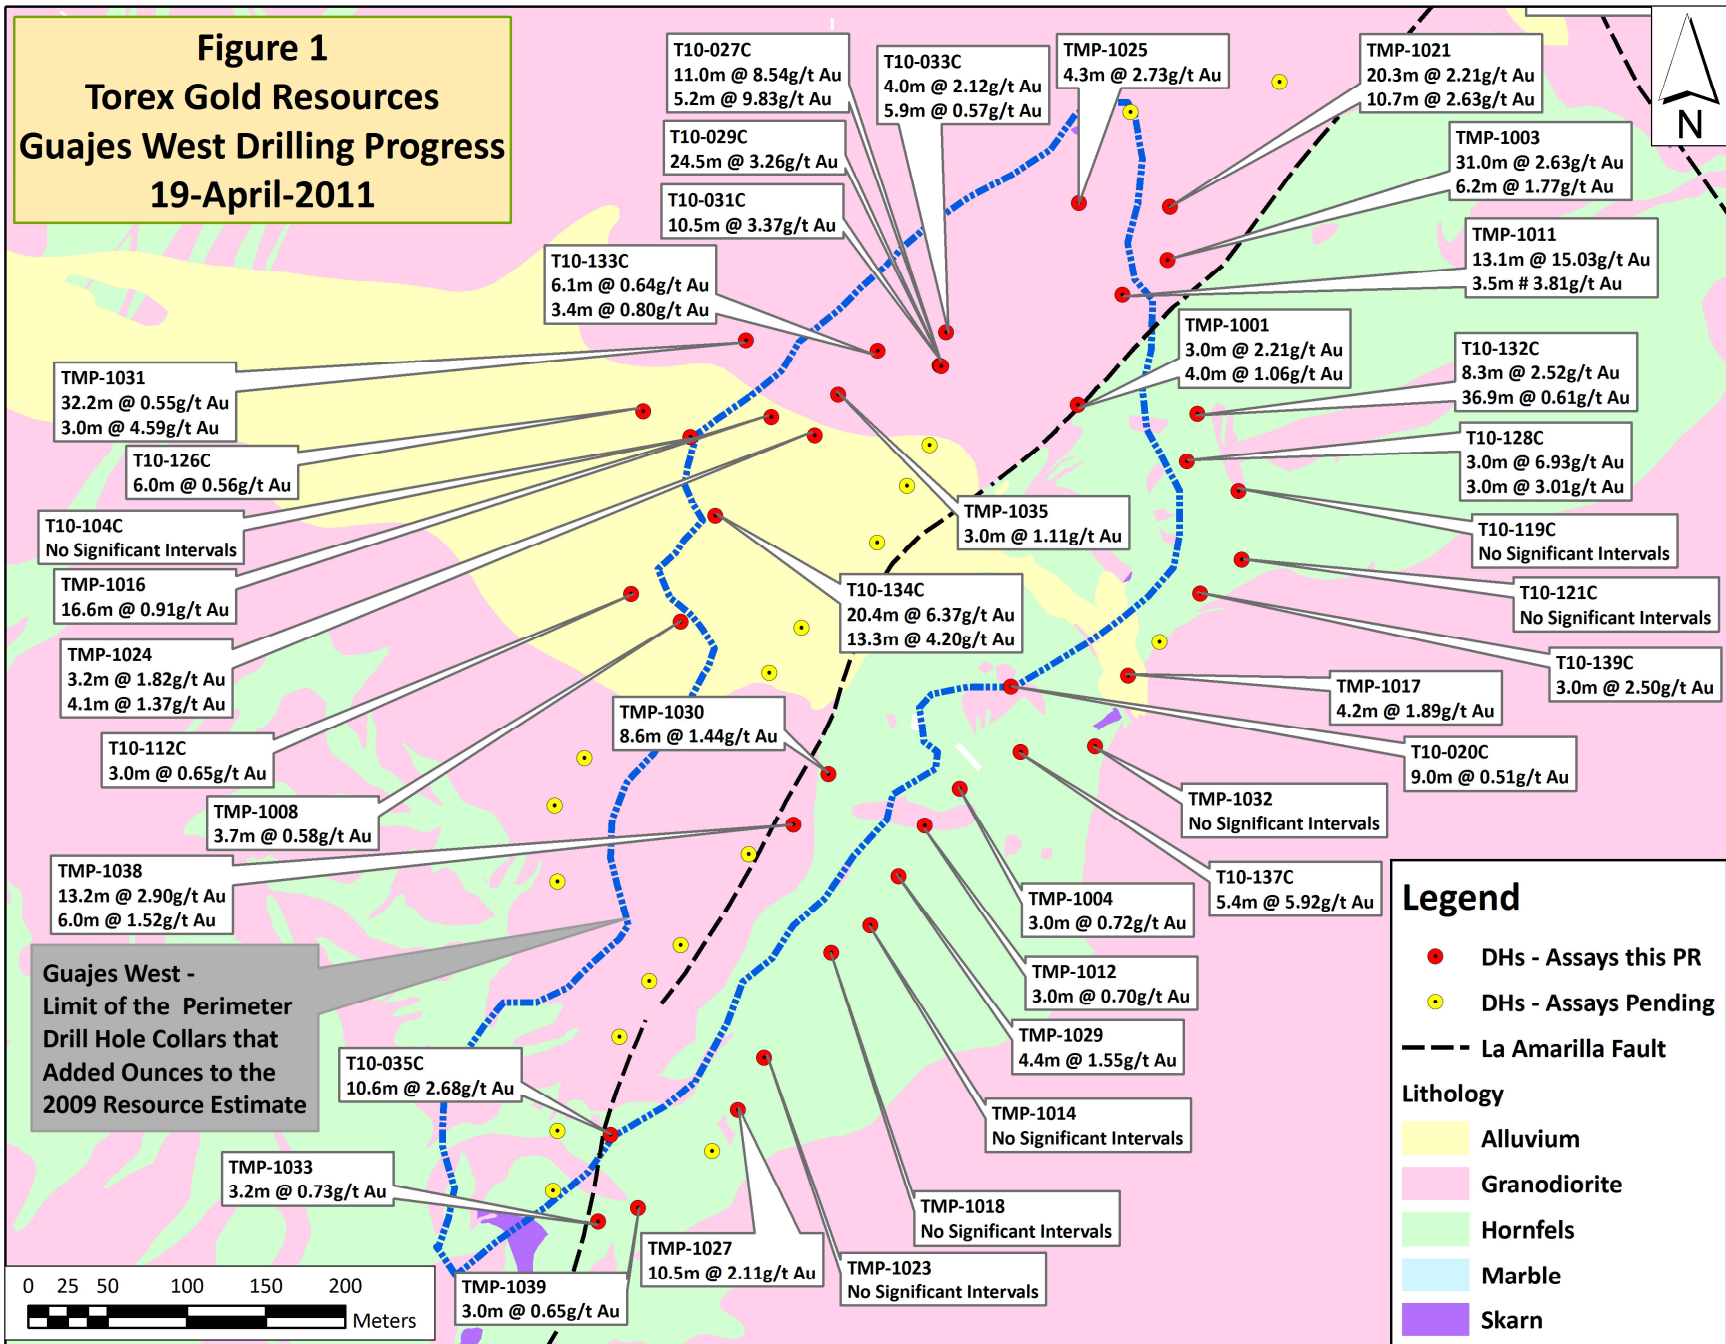 Figure 1
Torex Gold Resources
Guajes West Drilling Progress
19-April-2011
T10-027C
11.0m @ 8.54g/t Au
5.2m @ 9.83g/t Au
T10-033C
4.0m @ 2.12g/t Au
5.9m @ 0.57g/t Au
TMP-1025
4.3m @ 2.73g/t Au
TMP-1021
20.3m @ 2.21g/t Au
10.7m @ 2.63g/t Au
N
T10-029C
24.5m @ 3.26g/t Au
TMP-1003
31.0m @ 2.63g/t Au
6.2m @ 1.77g/t Au
T10-031C
10.5m @ 3.37g/t Au
TMP-1011
13.1m @ 15.03g/t Au
3.5m # 3.81g/t Au
T10-133C
6.1m @ 0.64g/t Au
3.4m @ 0.80g/t Au
TMP-1001
3.0m @ 2.21g/t Au
4.0m @ 1.06g/t Au
T10-132C
8.3m @ 2.52g/t Au
36.9m @ 0.61g/t Au
TMP-1031
32.2m @ 0.55g/t Au
3.0m @ 4.59g/t Au
T10-128C
3.0m @ 6.93g/t Au
3.0m @ 3.01g/t Au
T10-126C
6.0m @ 0.56g/t Au
T10-104C
No Significant Intervals
TMP-1035
3.0m @ 1.11g/t Au
T10-119C
No Significant Intervals
TMP-1016
16.6m @ 0.91g/t Au
T10-134C
20.4m @ 6.37g/t Au
13.3m @ 4.20g/t Au
T10-121C
No Significant Intervals
TMP-1024
3.2m @ 1.82g/t Au
4.1m @ 1.37g/t Au
T10-139C
3.0m @ 2.50g/t Au
TMP-1017
4.2m @ 1.89g/t Au
TMP-1030
8.6m @ 1.44g/t Au
T10-112C
3.0m @ 0.65g/t Au
T10-020C
9.0m @ 0.51g/t Au
TMP-1008
3.7m @ 0.58g/t Au
TMP-1032
No Significant Intervals
TMP-1038
13.2m @ 2.90g/t Au
6.0m @ 1.52g/t Au
T10-137C
5.4m @ 5.92g/t Au
TMP-1004
3.0m @ 0.72g/t Au
TMP-1012
3.0m @ 0.70g/t Au
Guajes West -
Limit of the Perimeter
Drill Hole Collars that
Added Ounces to the
2009 Resource Estimate
TMP-1029
4.4m @ 1.55g/t Au
T10-035C
10.6m @ 2.68g/t Au
TMP-1014
No Significant Intervals
TMP-1033
3.2m @ 0.73g/t Au
TMP-1018
No Significant Intervals
TMP-1027
10.5m @ 2.11g/t Au
TMP-1023
No Significant Intervals
TMP-1039
3.0m @ 0.65g/t Au
0 25 50 100 150 200
Meters
Legend
DHs - Assays this PR
DHs - Assays Pending
La Amarilla Fault
Lithology
Alluvium
Granodiorite
Hornfels
Marble
Skarn